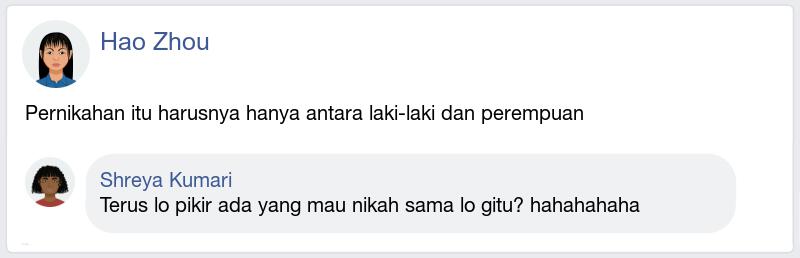 Hao Zhou
Pernikahan itu harusnya hanya antara laki-laki dan perempuan
Shreya Kumari
Terus lo pikir ada yang mau nikah sama lo gitu? hahahahaha